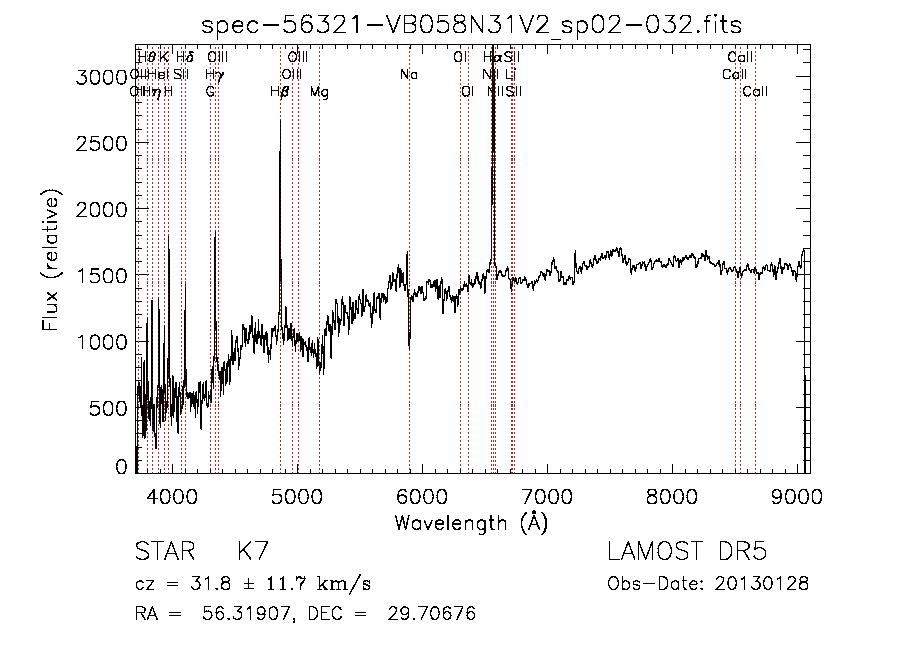 spec-56321-VB058N31V2_sp02-032.fits
Hθ K Hδ OIII OIII OI Hα SII CaII
OII HeI SII Hγ OIII Na NII Li CaII
OII Hη H G Hβ Mg OI NII SII CaII
3000
2500
2000
1500
1000
500
0
Flux (relative)
4000 5000 6000 7000 8000 9000
Wavelength (Å)
STAR K7 LAMOST DR5
cz = 31.8 ± 11.7 km/s Obs-Date: 20130128
RA = 56.31907, DEC = 29.70676